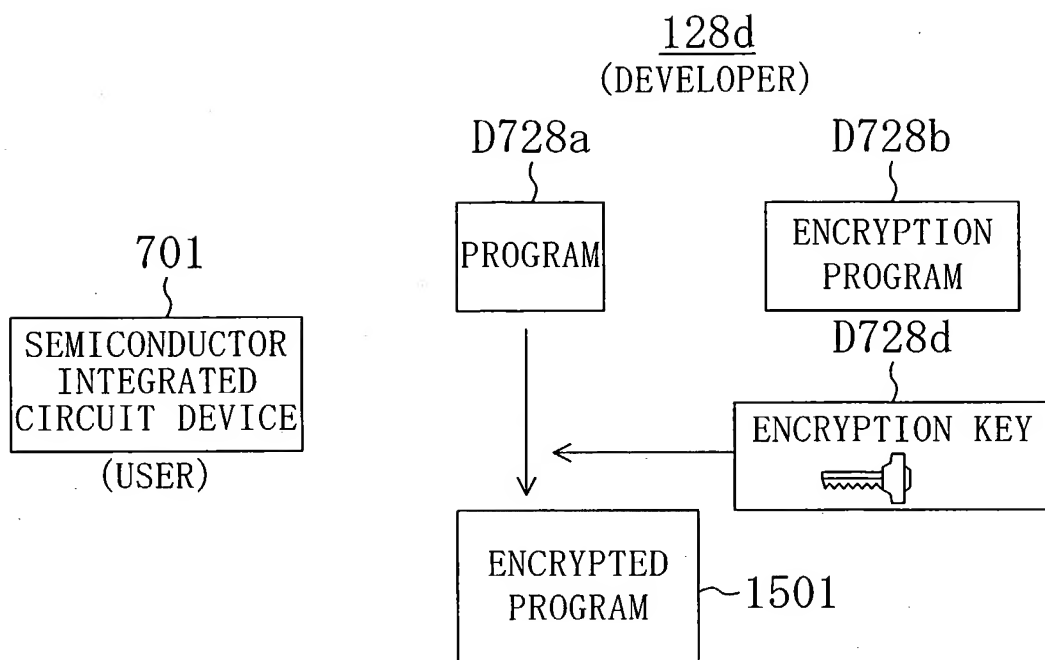 128d
(DEVELOPER)
D728a
D728b
PROGRAM
ENCRYPTION
PROGRAM
701
SEMICONDUCTOR
INTEGRATED
CIRCUIT DEVICE
(USER)
D728d
ENCRYPTION KEY
ENCRYPTED
PROGRAM
1501